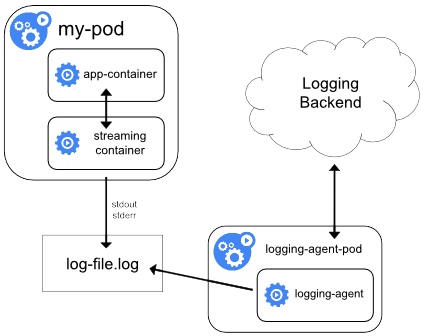 my-pod
app-container
streaming
container
stdout
stderr
log-file.log
Logging
Backend
logging-agent-pod
logging-agent